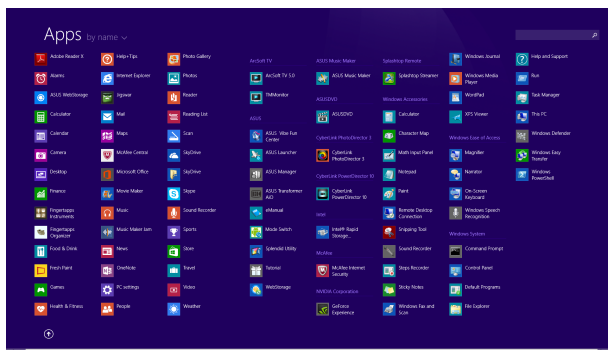 Apps by name
Adobe Reader X
Alarms
ASUS WebStorage
Calculator
Calendar
Camera
Desktop
Finance
Fingertapps
Instruments
Fingertapps
Organizer
Food & Drink
Fresh Paint
Games
Health & Fitness
Help+Tips
Internet Explorer
Jigswar
Mail
Maps
McAfee Central
Microsoft Office
Movie Maker
Music
Music Maker Jam
News
OneNote
PC settings
People
Photo Gallery
Photos
Reader
Reading List
Scan
SkyDrive
SkyDrive
Skype
Sound Recorder
Sports
Store
Travel
Video
Weather
ArcSoft TV
ArcSoft TV 5.0
TMMonitor
ASUS
ASUS Vibe Fun
Center
ASUS Launcher
ASUS Manager
ASUS Transformer
AiO
eManual
Mode Switch
Splendid Utility
Tutorial
WebStorage
ASUS Music Maker
ASUS Music Maker
ASUSDVD
ASUSDVD
CyberLink PhotoDirector 3
CyberLink
PhotoDirector 3
CyberLink PowerDirector 10
CyberLink
PowerDirector 10
Intel
Intel® Rapid
Storage...
McAfee
McAfee Internet
Security
NVIDIA Corporation
GeForce
Experience
Splashtop Remote
Splashtop Streamer
Windows Accessories
Calculator
Character Map
Math Input Panel
Notepad
Paint
Remote Desktop
Connection
Snipping Tool
Sound Recorder
Steps Recorder
Sticky Notes
Windows Fax and
Scan
Windows Journal
Windows Media
Player
WordPad
XPS Viewer
Windows Ease of Access
Magnifier
Narrator
On-Screen
Keyboard
Windows Speech
Recognition
Windows System
Command Prompt
Control Panel
Default Programs
File Explorer
Help and Support
Run
Task Manager
This PC
Windows Defender
Windows Easy
Transfer
Windows
PowerShell